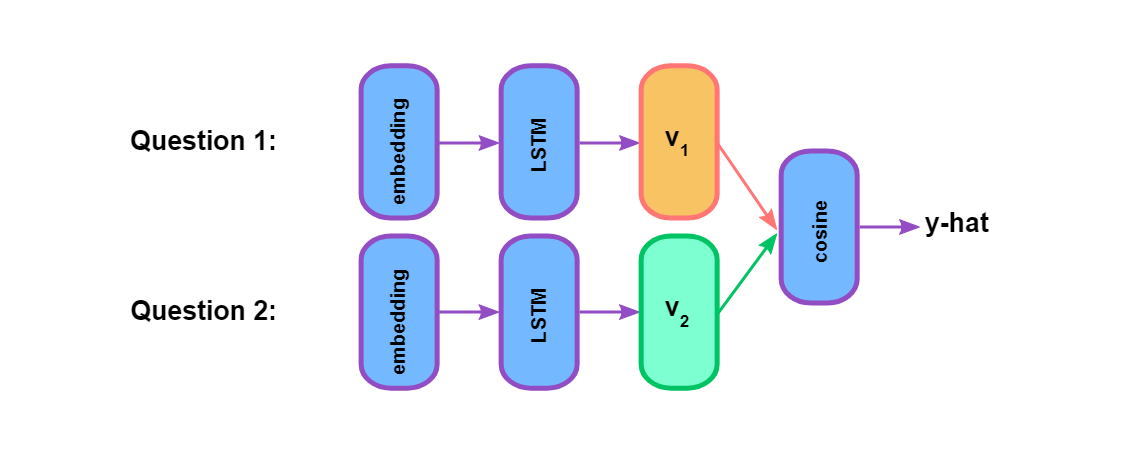 Question 1:
embedding
LSTM
V1
Question 2:
embedding
LSTM
V2
cosine
y-hat